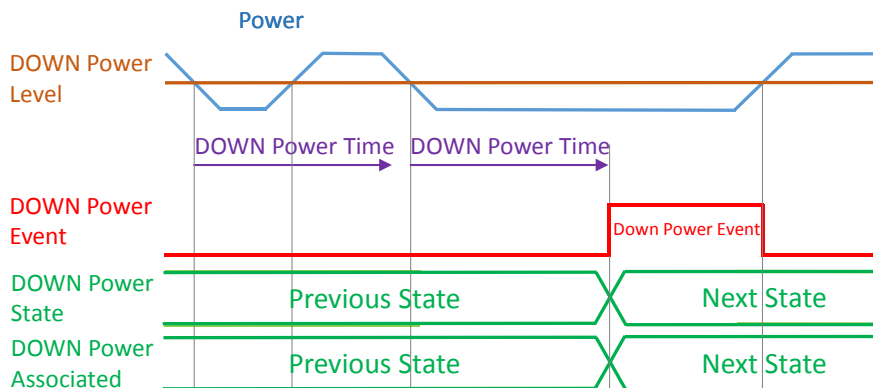 Power
DOWN Power
Level
DOWN Power Time
DOWN Power Time
DOWN Power
Event
Down Power Event
DOWN Power
State
Previous State
Next State
DOWN Power
Associated
Previous State
Next State